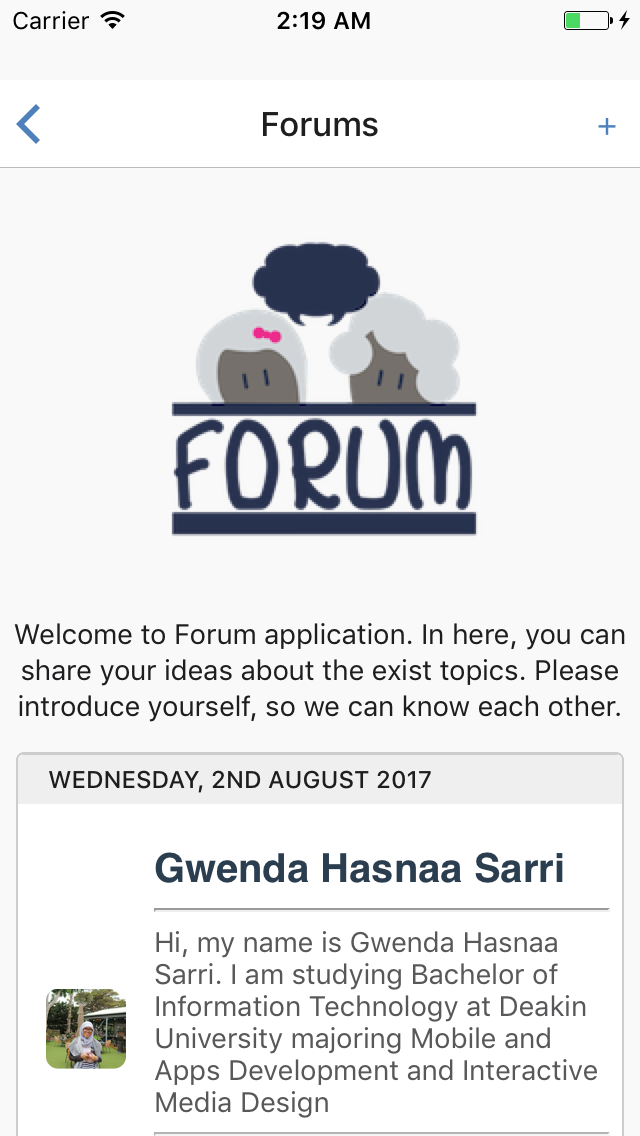 Carrier 2:19 AM
Forums +
FORUM
Welcome to Forum application. In here, you can
share your ideas about the exist topics. Please
introduce yourself, so we can know each other.
WEDNESDAY, 2ND AUGUST 2017
Gwenda Hasnaa Sarri
Hi, my name is Gwenda Hasnaa
Sarri. I am studying Bachelor of
Information Technology at Deakin
University majoring Mobile and
Apps Development and Interactive
Media Design